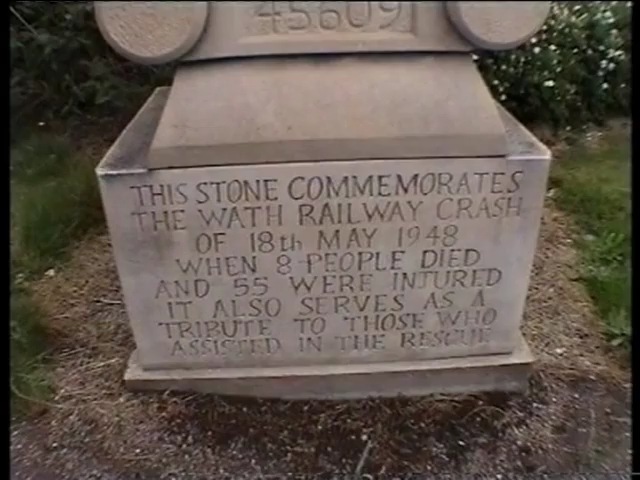 45609
THIS STONE COMMEMORATES
THE WATH RAILWAY CRASH
OF 18th MAY 1948
WHEN 8 PEOPLE DIED
AND 55 WERE INJURED
IT ALSO SERVES AS A
TRIBUTE TO THOSE WHO
ASSISTED IN THE RESCUE